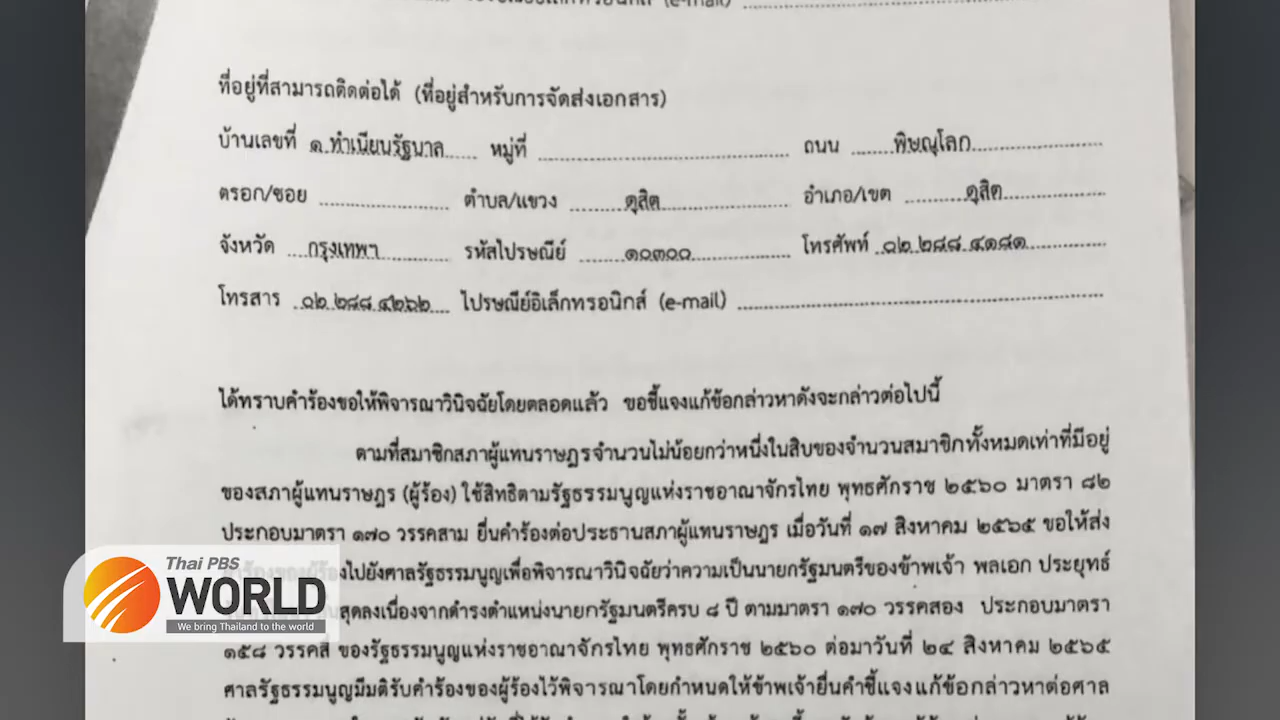 (e-mail)
ที่อยู่ที่สามารถติดต่อได้ (ที่อยู่สำหรับการจัดส่งเอกสาร)
บ้านเลขที่ ๑ ทำเนียบรัฐบาล หมู่ที่ ถนน พิษณุโลก
ตรอก/ซอย ตำบล/แขวง ดุสิต อำเภอ/เขต ดุสิต
จังหวัด กรุงเทพฯ รหัสไปรษณีย์ ๑๐๓๐๐ โทรศัพท์ ๐๒ ๒๘๘ ๔๑๘๑
โทรสาร ๐๒ ๒๘๘ ๔๒๖๒ ไปรษณีย์อิเล็กทรอนิกส์ (e-mail)
ได้ทราบคำร้องขอให้พิจารณาวินิจฉัยโดยตลอดแล้ว ขอชี้แจงแก้ข้อกล่าวหาดังจะกล่าวต่อไปนี้
ตามที่สมาชิกสภาผู้แทนราษฎรจำนวนไม่น้อยกว่าหนึ่งในสิบของจำนวนสมาชิกทั้งหมดเท่าที่มีอยู่
ของสภาผู้แทนราษฎร (ผู้ร้อง) ใช้สิทธิตามรัฐธรรมนูญแห่งราชอาณาจักรไทย พุทธศักราช ๒๕๖๐ มาตรา ๘๒
ประกอบมาตรา ๑๗๐ วรรคสาม ยื่นคำร้องต่อประธานสภาผู้แทนราษฎร เมื่อวันที่ ๑๗ สิงหาคม ๒๕๖๕ ขอให้ส่ง
ไปยังศาลรัฐธรรมนูญเพื่อพิจารณาวินิจฉัยว่าความเป็นนายกรัฐมนตรีของข้าพเจ้า พลเอก ประยุทธ์
สุดลงเนื่องจากดำรงตำแหน่งนายกรัฐมนตรีครบ ๘ ปี ตามมาตรา ๑๗๐ วรรคสอง ประกอบมาตรา
๑๕๘ วรรคสี่ ของรัฐธรรมนูญแห่งราชอาณาจักรไทย พุทธศักราช ๒๕๖๐ ต่อมาวันที่ ๒๔ สิงหาคม ๒๕๖๕
ศาลรัฐธรรมนูญมีมติรับคำร้องของผู้ร้องไว้พิจารณาโดยกำหนดให้ข้าพเจ้ายื่นคำชี้แจงแก้ข้อกล่าวหาต่อศาล
Thai PBS
WORLD
We bring Thailand to the world